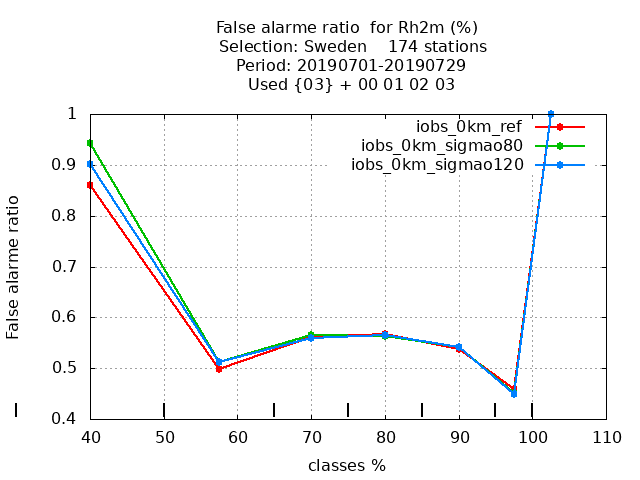 False alarme ratio  for Rh2m (%)
Selection: Sweden    174 stations
Period: 20190701-20190729
Used {03} + 00 01 02 03
iobs_0km_ref
iobs_0km_sigmao80
iobs_0km_sigmao120
1
0.9
0.8
0.7
0.6
0.5
0.4
False alarme ratio
40 50 60 70 80 90 100 110
classes %